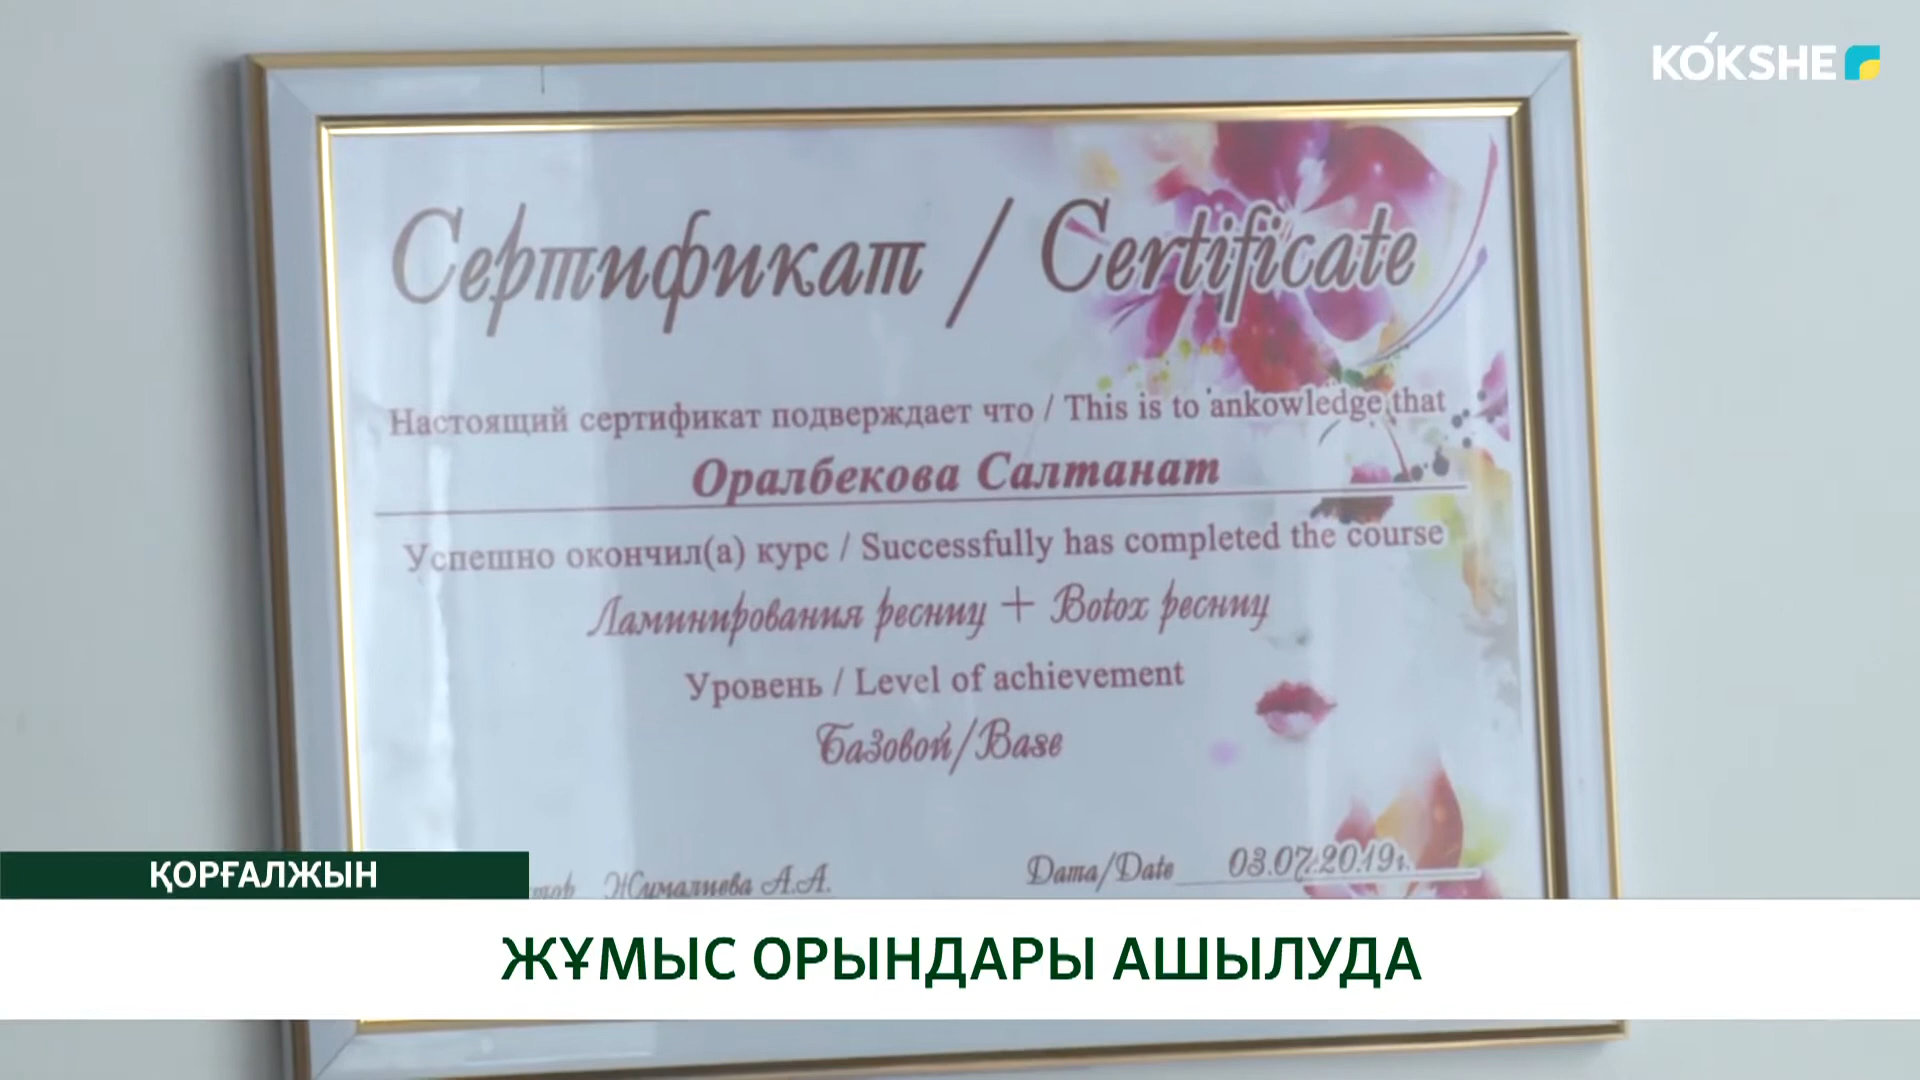 KÓKSHE
Сертификат / Certificate
Настоящий сертификат подтверждает что / This is to ankowledge that
Оралбекова Салтанат
Успешно окончил(а) курс / Successfully has completed the course
Ламинирования ресниц + Botox ресниц
Уровень / Level of achievement
Базовой/Base
Жумалиева А.А. Дата/Date 03.07.2019г.
ҚОРҒАЛЖЫН
ЖҰМЫС ОРЫНДАРЫ АШЫЛУДА